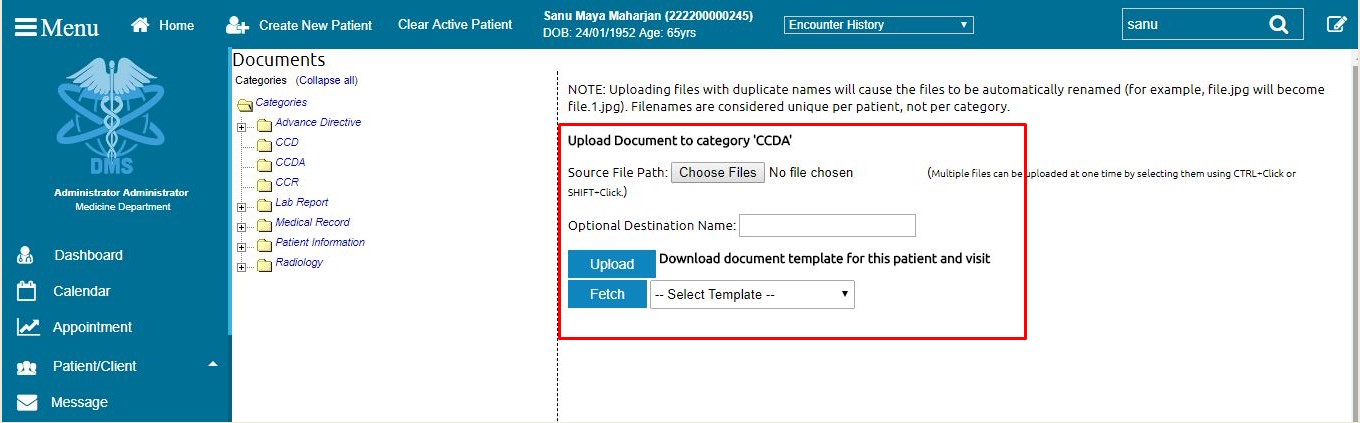 Menu
Home
Create New Patient
Clear Active Patient
Sanu Maya Maharjan (222200000245)
DOB: 24/01/1952 Age: 65yrs
Encounter History
sanu
DMS
Administrator Administrator
Medicine Department
Dashboard
Calendar
Appointment
Patient/Client
Message
Documents
Categories (Collapse all)
Categories
Advance Directive
CCD
CCDA
CCR
Lab Report
Medical Record
Patient Information
Radiology
NOTE: Uploading files with duplicate names will cause the files to be automatically renamed (for example, file.jpg will become
file.1.jpg). Filenames are considered unique per patient, not per category.
Upload Document to category 'CCDA'
Source File Path: Choose Files No file chosen (Multiple files can be uploaded at one time by selecting them using CTRL+Click or
SHIFT+Click.)
Optional Destination Name:
Upload Download document template for this patient and visit
Fetch -- Select Template --